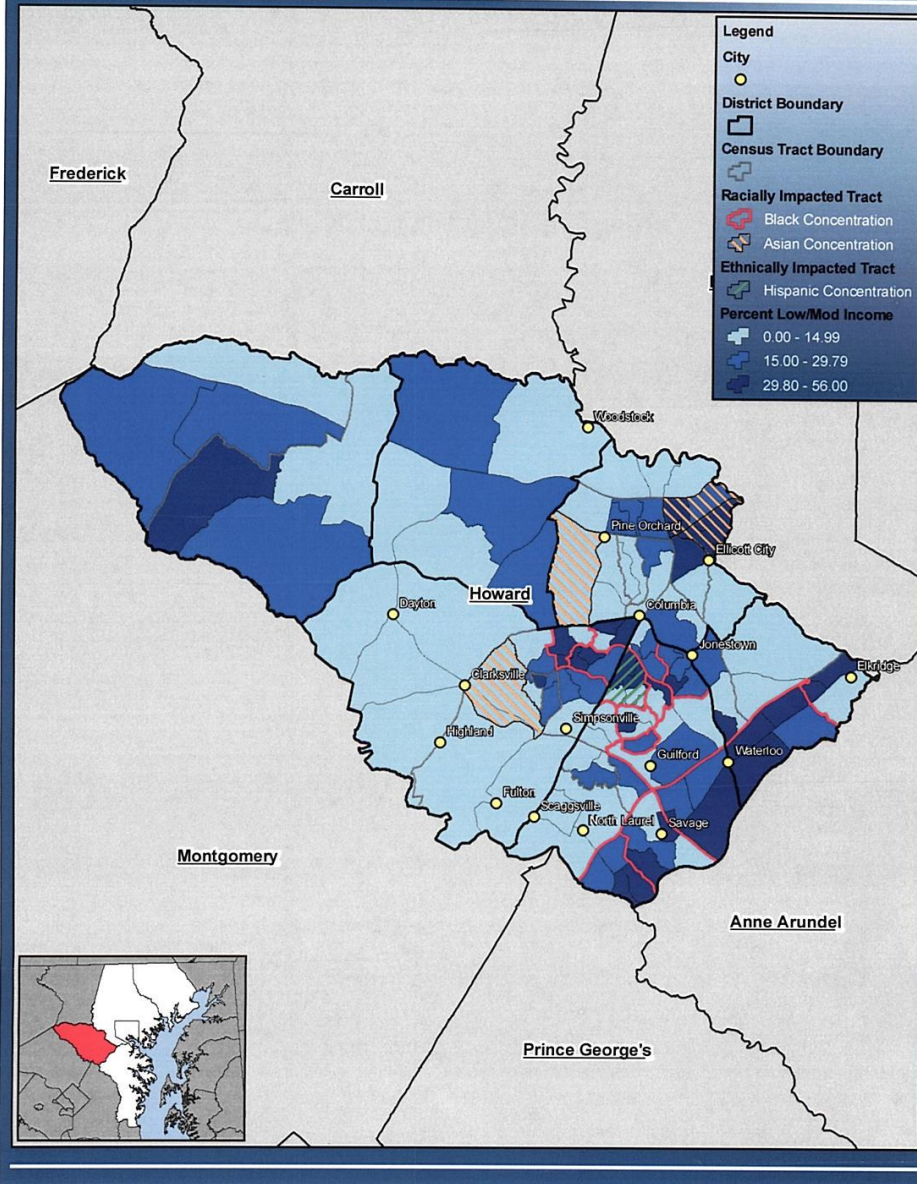 Legend
City
District Boundary
Census Tract Boundary
Racially Impacted Tract
Black Concentration
Asian Concentration
Ethnically Impacted Tract
Hispanic Concentration
Percent Low/Mod Income
0.00 - 14.99
15.00 - 29.79
29.80 - 56.00
Frederick
Carroll
Woodstock
Pine Orchard
Ellicott City
Howard
Dayton
Columbia
Jonestown
Clarksville
Elkridge
Simpsonville
Highland
Guilford
Waterloo
Fulton
Scaggsville
North Laurel
Savage
Montgomery
Anne Arundel
Prince George's